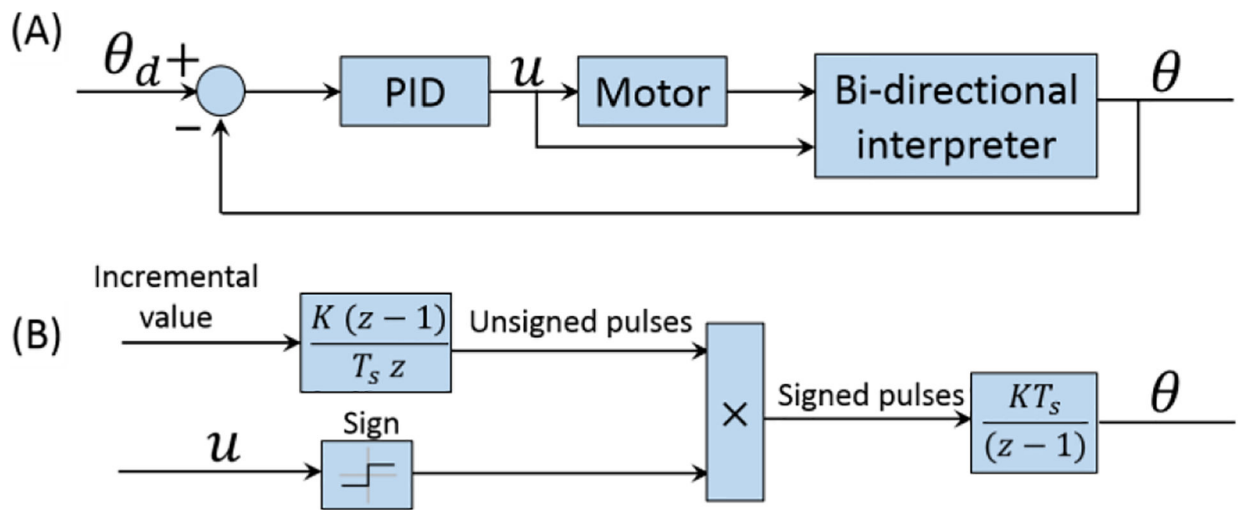 (A)
θd + −
PID
u
Motor
Bi-directional
interpreter
θ
(B)
Incremental
value
K (z − 1)
Ts z
Unsigned pulses
u
Sign
×
Signed pulses
KTs
(z − 1)
θ